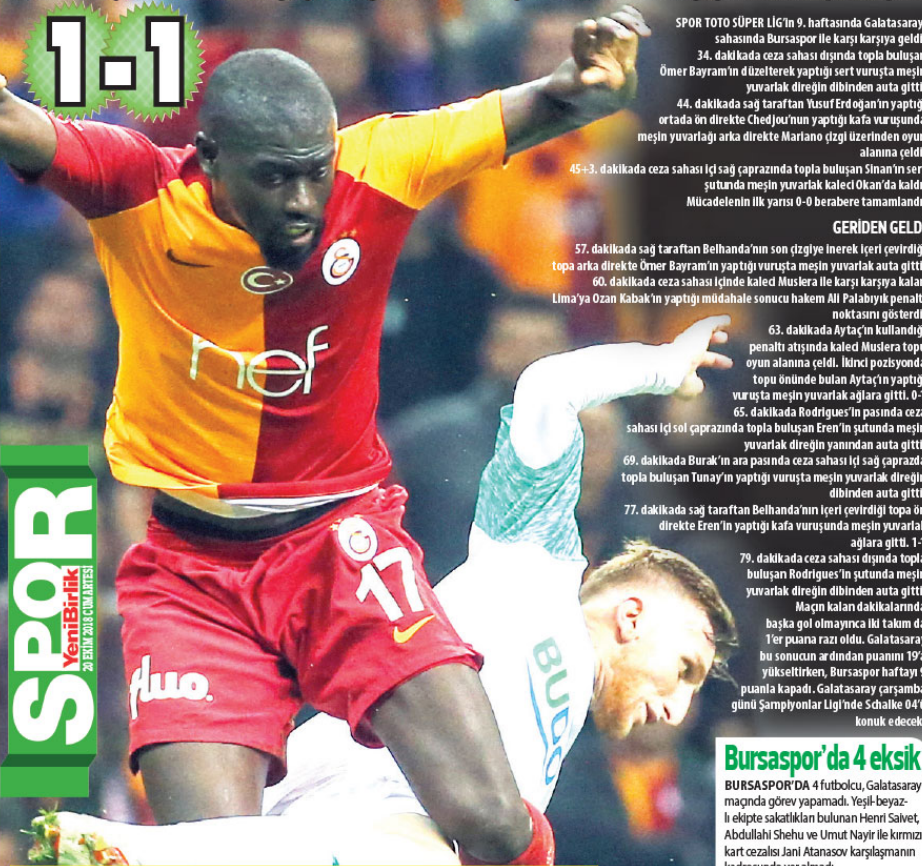 1-1
SPOR TOTO SÜPER LİG'in 9. haftasında Galatasaray
sahasında Bursaspor ile karşı karşıya geldi
34. dakikada ceza sahası dışında topla buluşan
Ömer Bayram'ın düzelterek yaptığı sert vuruşta meşin
yuvarlak direğin dibinden auta gitti
44. dakikada sağ taraftan Yusuf Erdoğan'ın yaptığı
ortada ön direkte Chedjou'nun yaptığı kafa vuruşunda
meşin yuvarlağı arka direkte Mariano çizgi üzerinden oyun
alanına çeldi
45+3. dakikada ceza sahası içi sağ çaprazında topla buluşan Sinan'ın ser
şutunda meşin yuvarlak kaleci Okan'da kaldı
Mücadelenin ilk yarısı 0-0 berabere tamamlandı
GERİDEN GELD
57. dakikada sağ taraftan Belhanda'nın son çizgiye inerek içeri çevirdiğ
topa arka direkte Ömer Bayram'ın yaptığı vuruşta meşin yuvarlak auta gitti
60. dakikada ceza sahası içinde kaleci Muslera ile karşı karşıya kalan
Lima'ya Ozan Kabak'ın yaptığı müdahale sonucu hakem Ali Palabıyık penaltı
noktasını gösterdi
63. dakikada Aytaç'ın kullandığı
penaltı atışında kaleci Muslera topu
oyun alanına çeldi. İkinci pozisyonda
topu önünde bulan Aytaç'ın yaptığı
vuruşta meşin yuvarlak ağlara gitti. 0-1
65. dakikada Rodrigues'in pasında ceza
sahası içi sol çaprazında topla buluşan Eren'in şutunda meşin
yuvarlak direğin yanından auta gitti
69. dakikada Burak'ın ara pasında ceza sahası içi sağ çaprazda
topla buluşan Tunay'ın yaptığı vuruşta meşin yuvarlak direğin
dibinden auta gitti
77. dakikada sağ taraftan Belhanda'nın içeri çevirdiği topa ön
direkte Eren'in yaptığı kafa vuruşunda meşin yuvarlak
ağlara gitti. 1-1
79. dakikada ceza sahası dışında topla
buluşan Rodrigues'in şutunda meşin
yuvarlak direğin dibinden auta gitti
Maçın kalan dakikalarında
başka gol olmayınca iki takım da
1'er puana razı oldu. Galatasaray
bu sonucun ardından puanını 19'a
yükseltirken, Bursaspor haftayı 9
puanla kapadı. Galatasaray çarşamba
günü Şampiyonlar Ligi'nde Schalke 04'ü
konuk edecek
nef
17
fluo.
BUDO
SPOR
YeniBirlik
20 EKİM 2018 CUMARTESİ
Bursaspor'da 4 eksik
BURSASPOR'DA 4 futbolcu, Galatasaray
maçında görev yapamadı. Yeşil-beyaz-
lı ekipte sakatlıkları bulunan Henri Saivet,
Abdullahi Shehu ve Umut Nayir ile kırmızı
kart cezalısı Jani Atanasov karşılaşmanın